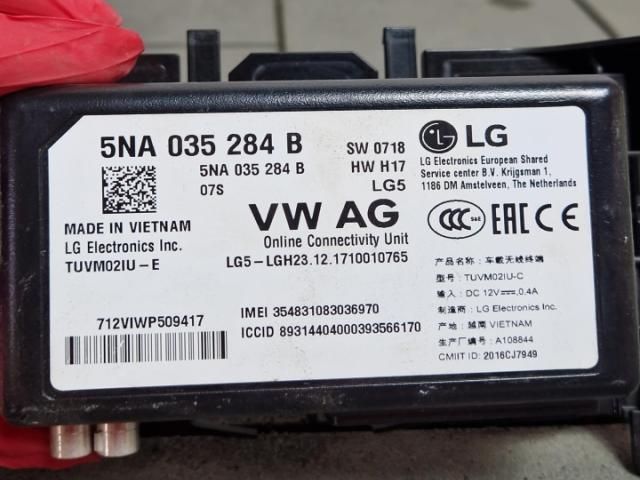 5NA 035 284 B
5NA 035 284 B
07S
SW 0718
HW H17
LG5
MADE IN VIETNAM
LG Electronics Inc.
TUVM02IU-E
VW AG
Online Connectivity Unit
LG5-LGH23.12.1710010765
712VIWP509417
IMEI 354831083036970
ICCID 89314404000393566170
LG
LG Electronics European Shared
Service center B.V. Krijgsman 1,
1186 DM Amstelveen, The Netherlands
CCC S&E EAC CE
产品名称：车载无线终端
型号：TUVM02IU-C
输入：DC 12V⎓, 0.4A
制造商：LG Electronics Inc.
产地：越南 VIETNAM
生产厂编号：A108844
CMIIT ID: 2016CJ7949